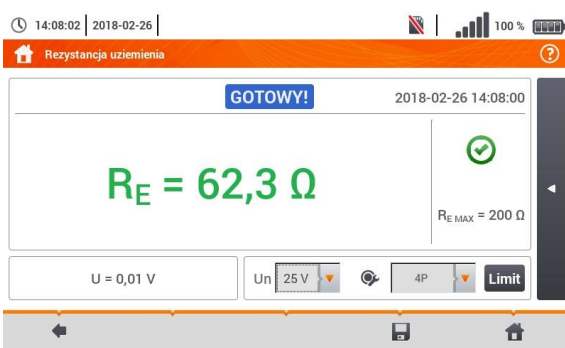 14:08:02 2018-02-26 100 %
Rezystancja uziemienia ?
GOTOWY! 2018-02-26 14:08:00
RE = 62,3 Ω
RE MAX = 200 Ω
U = 0,01 V Un 25 V 4P Limit